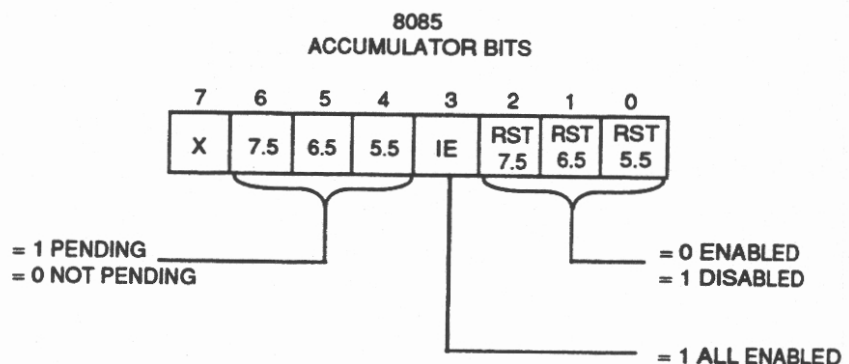 8085
ACCUMULATOR BITS
7 6 5 4 3 2 1 0
X 7.5 6.5 5.5 IE RST 7.5 RST 6.5 RST 5.5
= 1 PENDING
= 0 NOT PENDING
= 0 ENABLED
= 1 DISABLED
= 1 ALL ENABLED